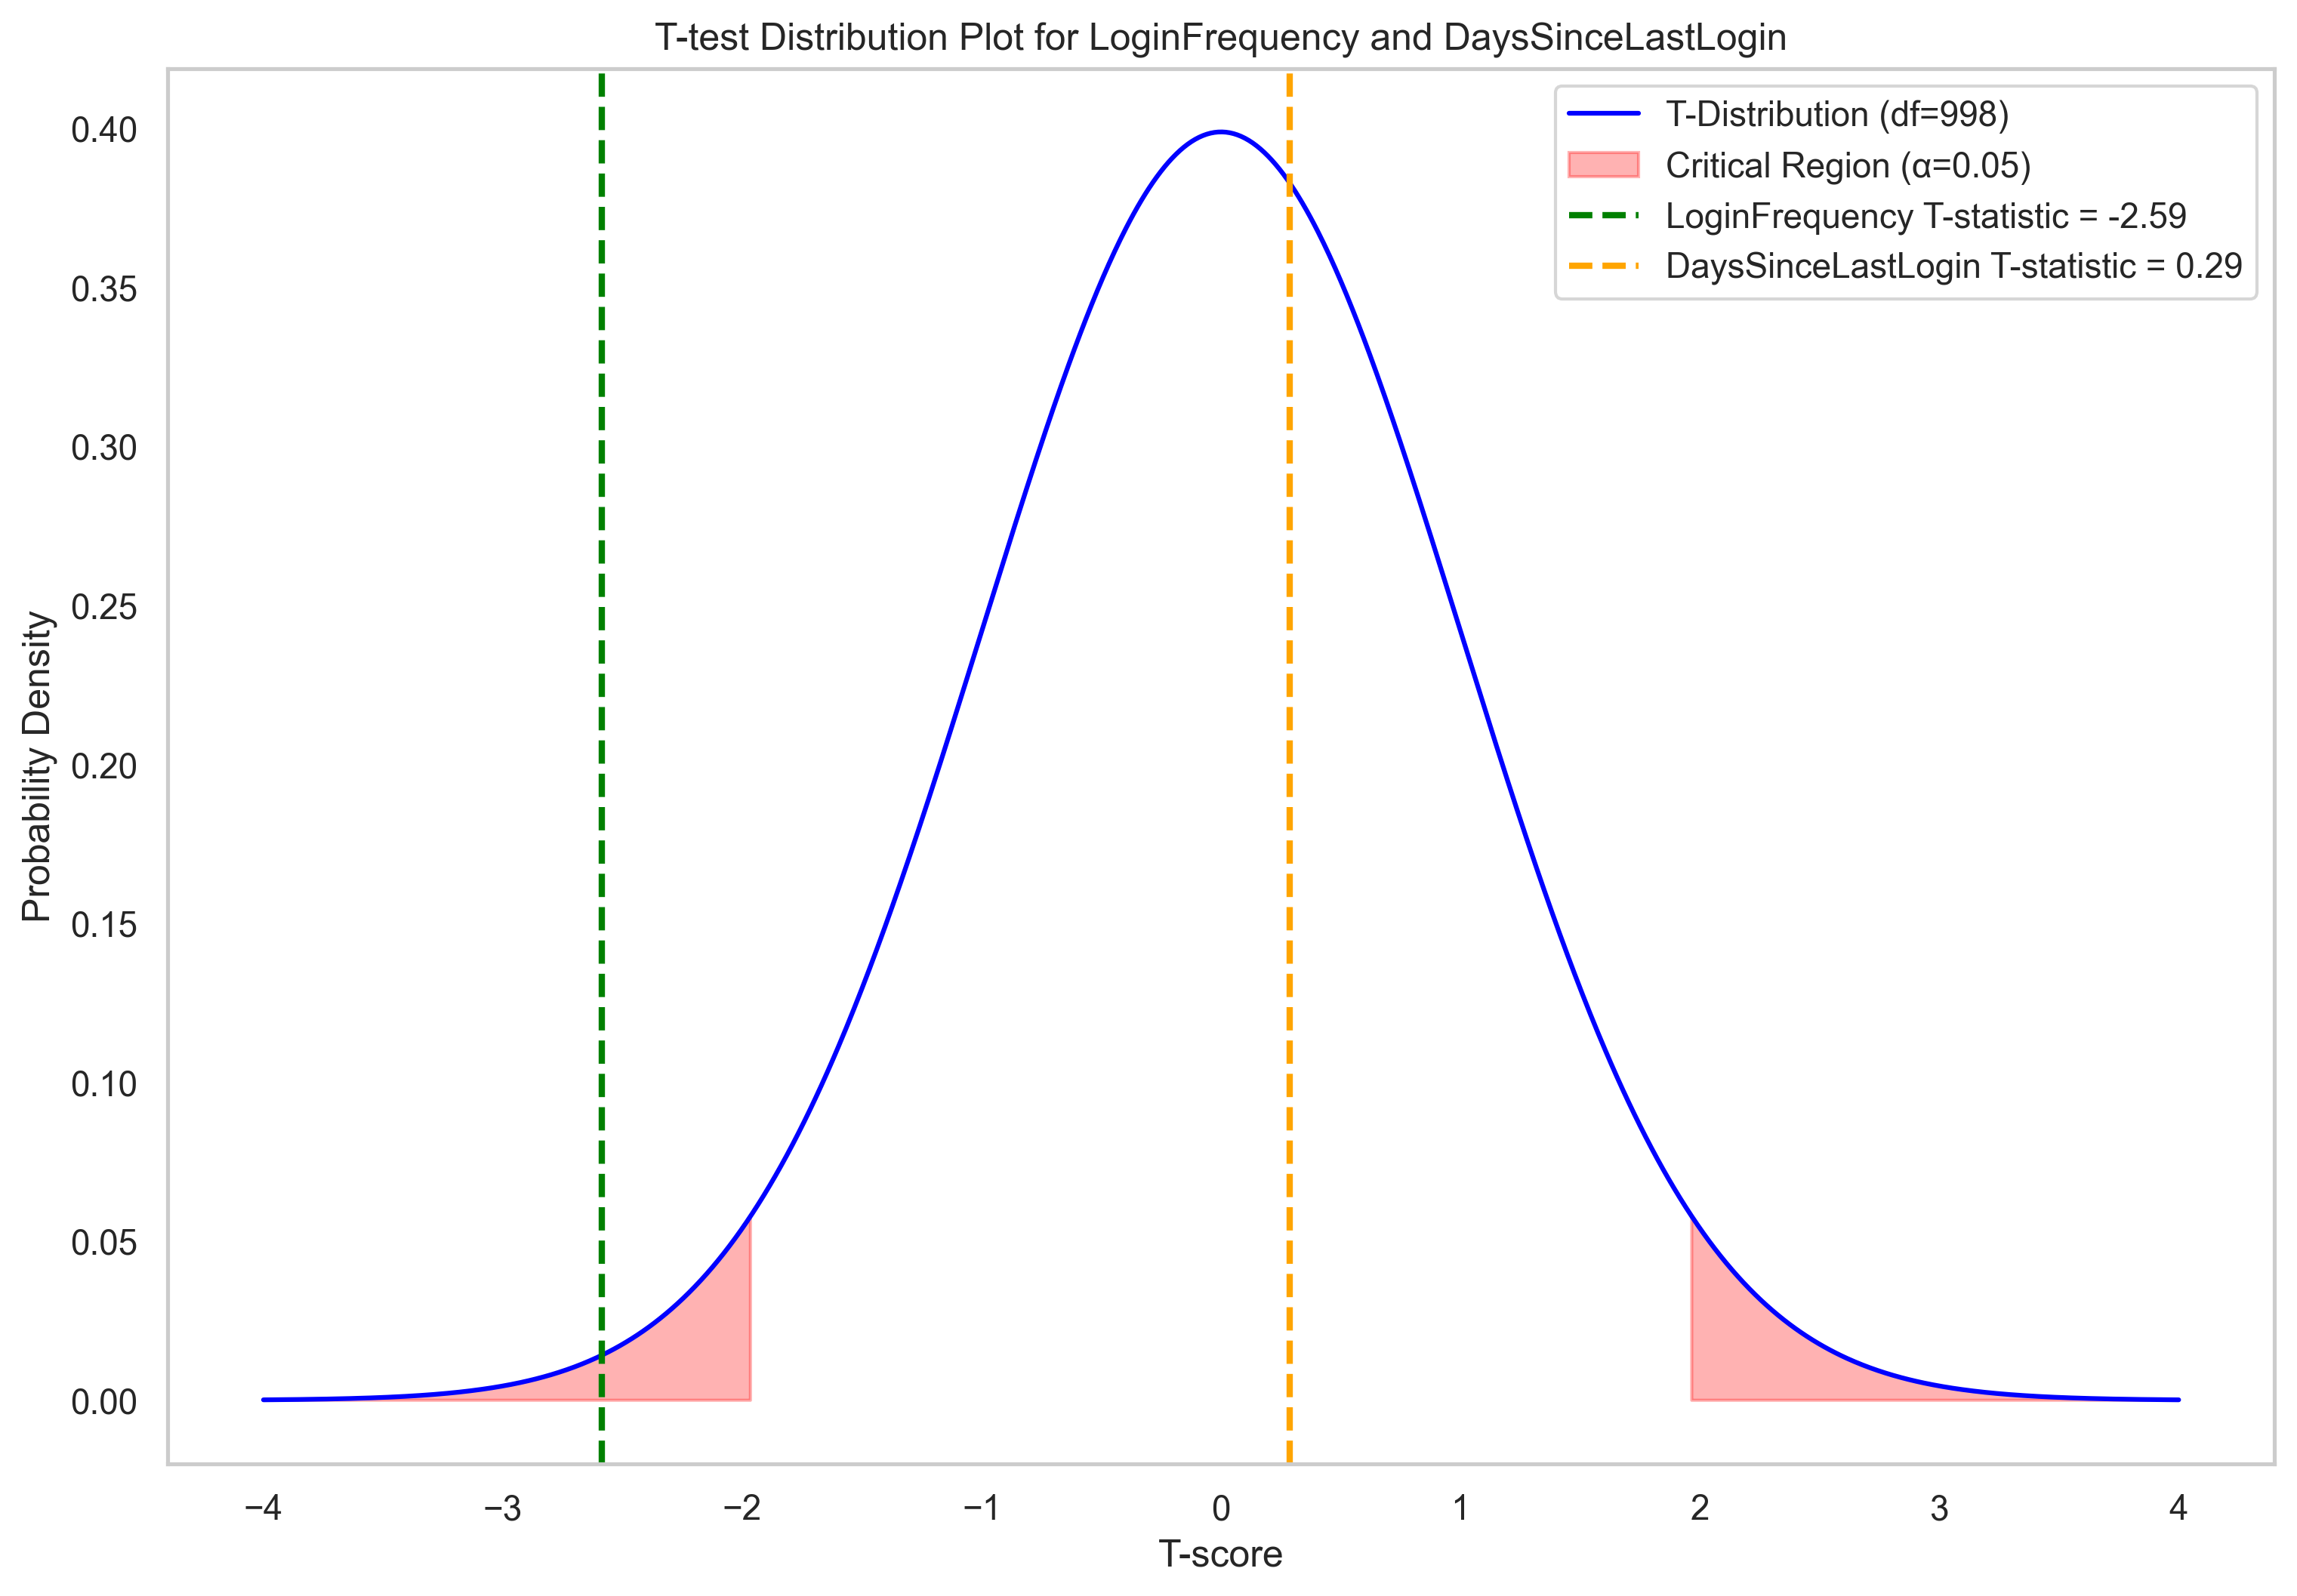 T-test Distribution Plot for LoginFrequency and DaysSinceLastLogin
T-Distribution (df=998)
Critical Region (α=0.05)
LoginFrequency T-statistic = -2.59
DaysSinceLastLogin T-statistic = 0.29
Probability Density
0.40
0.35
0.30
0.25
0.20
0.15
0.10
0.05
0.00
−4 −3 −2 −1 0 1 2 3 4
T-score